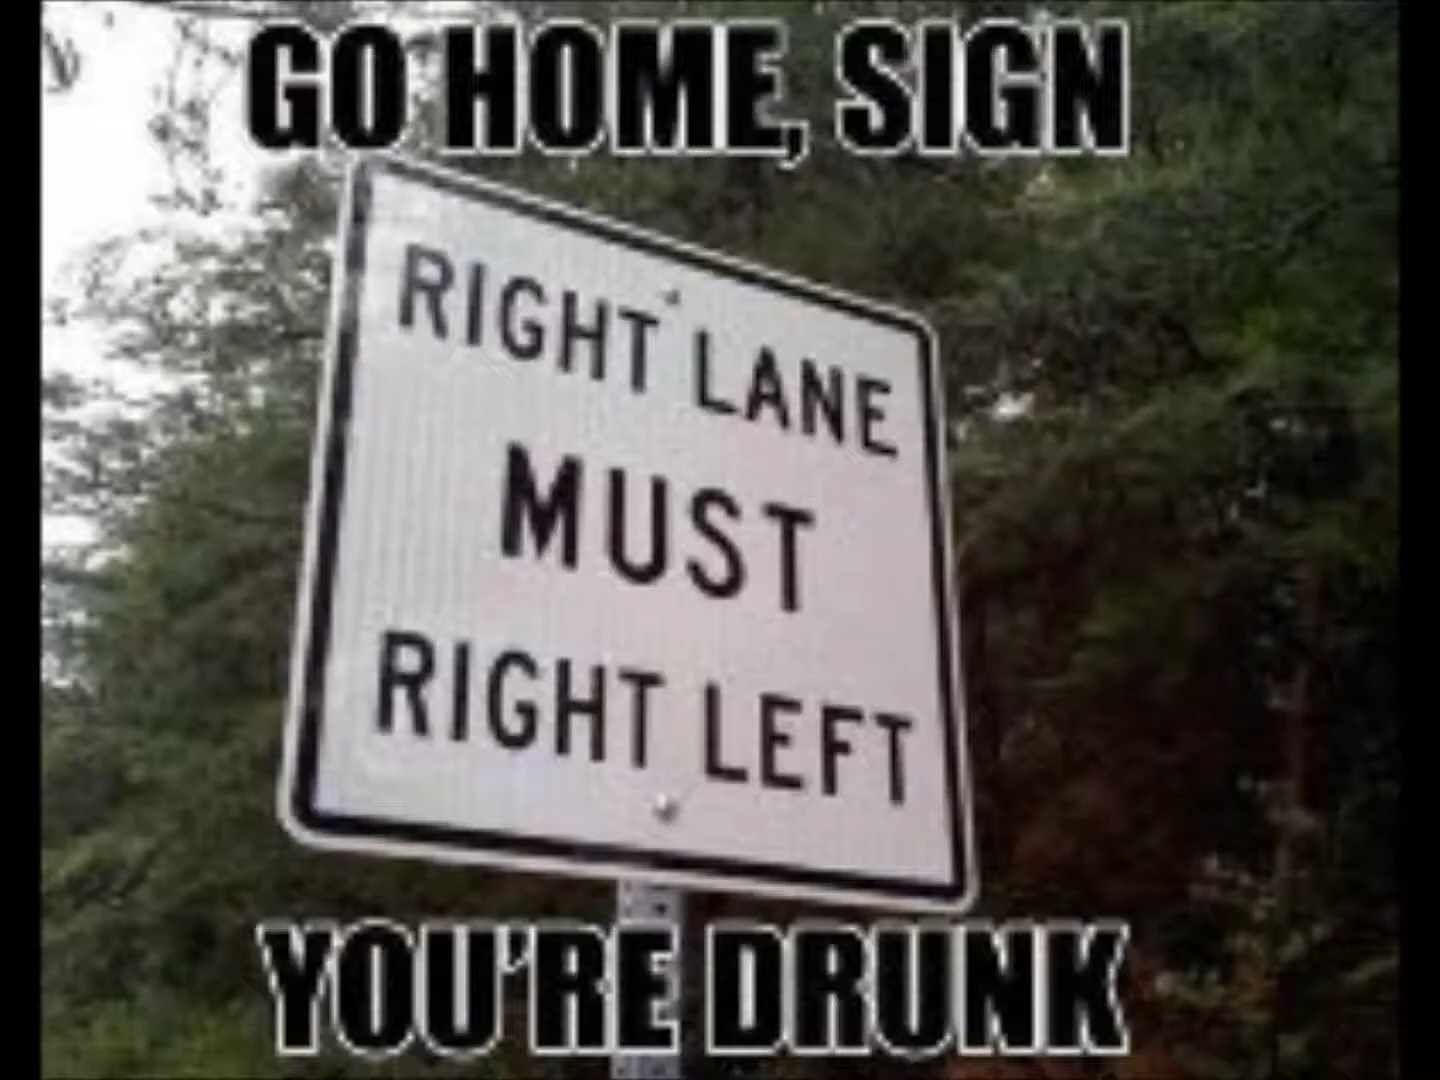 GO HOME, SIGN
RIGHT LANE
MUST
RIGHT LEFT
YOU'RE DRUNK